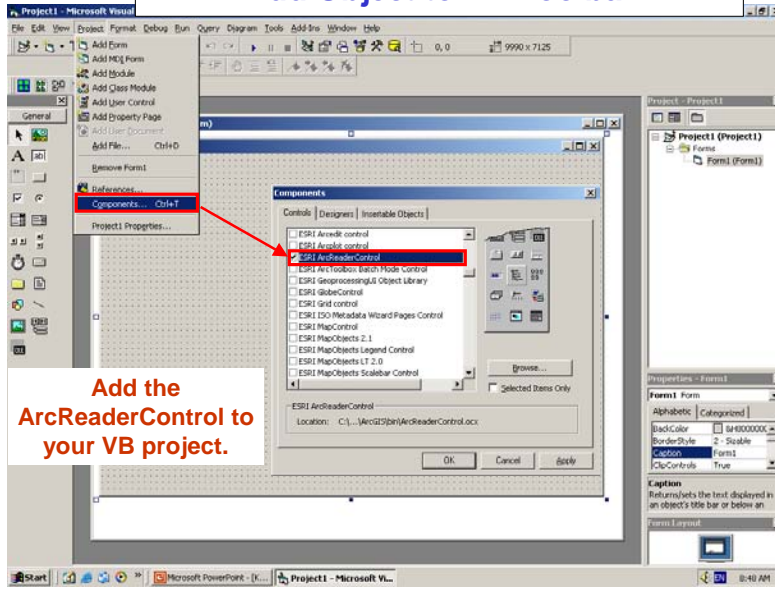 Project1 - Microsoft Visual
File Edit View Project Format Debug Run Query Diagram Tools Add-Ins Window Help
0, 0
9990 x 7125
Add Form
Add MDI Form
Add Module
Add Class Module
Add User Control
Add Property Page
Add User Document
Add File... Ctrl+D
Remove Form1
References...
Components... Ctrl+T
Project1 Properties...
General
Components
Controls Designers Insertable Objects
ESRI Arcedit control
ESRI Arcplot control
ESRI ArcReaderControl
ESRI ArcToolbox Batch Mode Control
ESRI GeoprocessingUI Object Library
ESRI GlobeControl
ESRI Grid control
ESRI ISO Metadata Wizard Pages Control
ESRI MapControl
ESRI MapObjects 2.1
ESRI MapObjects Legend Control
ESRI MapObjects LT 2.0
ESRI MapObjects Scalebar Control
Browse...
Selected Items Only
ESRI ArcReaderControl
Location: C:\...\ArcGIS\bin\ArcReaderControl.ocx
OK Cancel Apply
Add the
ArcReaderControl to
your VB project.
Project - Project1
Project1 (Project1)
Forms
Form1 (Form1)
Properties - Form1
Form1 Form
Alphabetic Categorized
BackColor
BorderStyle 2 - Sizable
Caption Form1
ClipControls True
Caption
Returns/sets the text displayed in
an object's title bar or below an
Form Layout
Start
Microsoft PowerPoint - [K...
Project1 - Microsoft Vi...
EN
8:40 AM